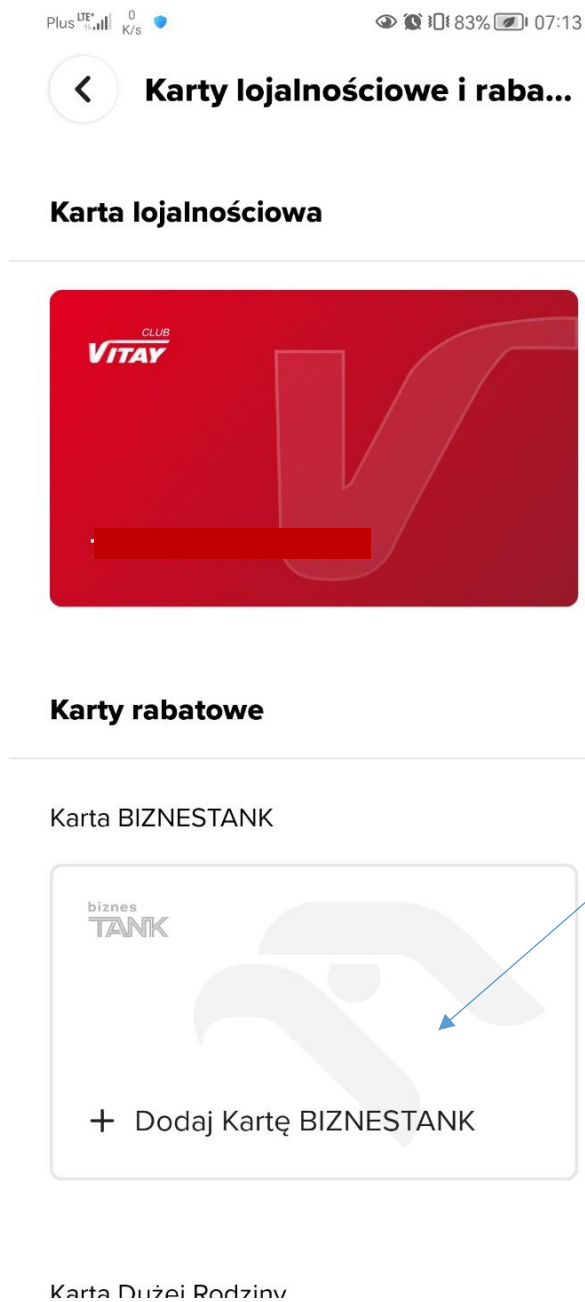 Plus LTE+ 0 K/s 83% 07:13
Karty lojalnościowe i raba...
Karta lojalnościowa
CLUB
VITAY
Karty rabatowe
Karta BIZNESTANK
biznes
TANK
+ Dodaj Kartę BIZNESTANK
Karta Dużej Rodziny